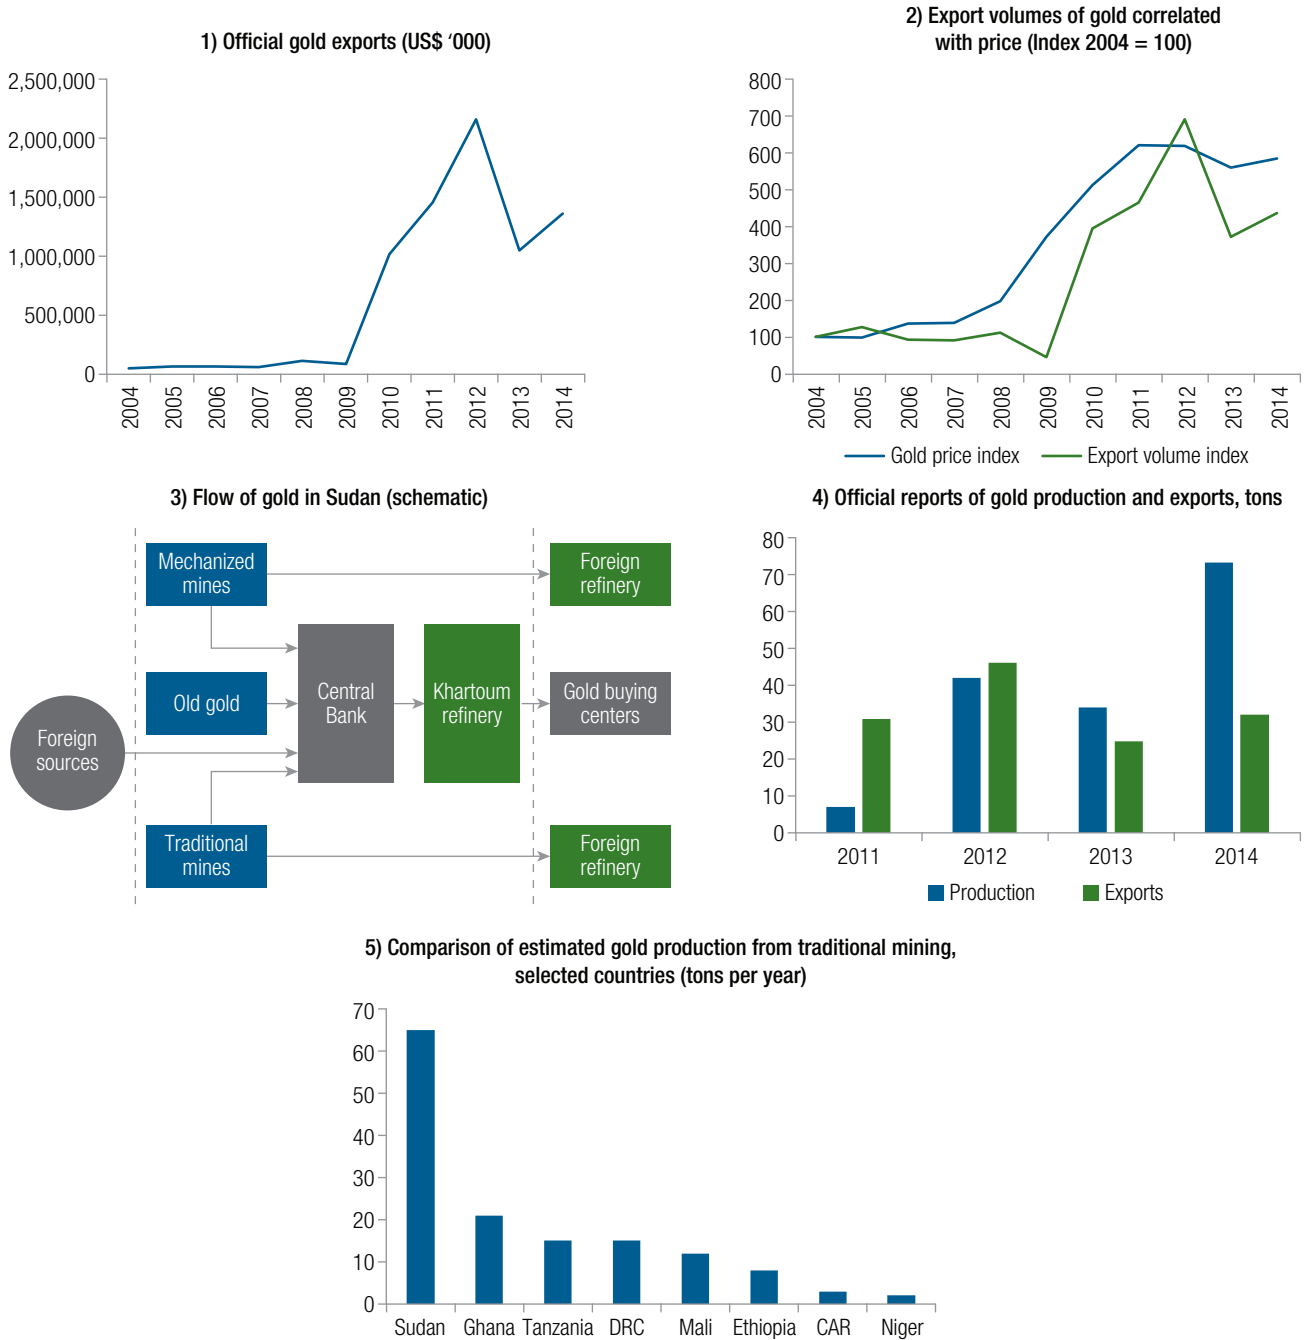 1) Official gold exports (US$ ‘000)
2,500,000
2,000,000
1,500,000
1,000,000
500,000
0
2004
2005
2006
2007
2008
2009
2010
2011
2012
2013
2014
2) Export volumes of gold correlated
with price (Index 2004 = 100)
800
700
600
500
400
300
200
100
0
2004
2005
2006
2007
2008
2009
2010
2011
2012
2013
2014
Gold price index
Export volume index
3) Flow of gold in Sudan (schematic)
Mechanized
mines
Foreign
refinery
Old gold
Central
Bank
Khartoum
refinery
Gold buying
centers
Foreign
sources
Traditional
mines
Foreign
refinery
4) Official reports of gold production and exports, tons
80
70
60
50
40
30
20
10
0
2011
2012
2013
2014
Production
Exports
5) Comparison of estimated gold production from traditional mining,
selected countries (tons per year)
70
60
50
40
30
20
10
0
Sudan
Ghana
Tanzania
DRC
Mali
Ethiopia
CAR
Niger